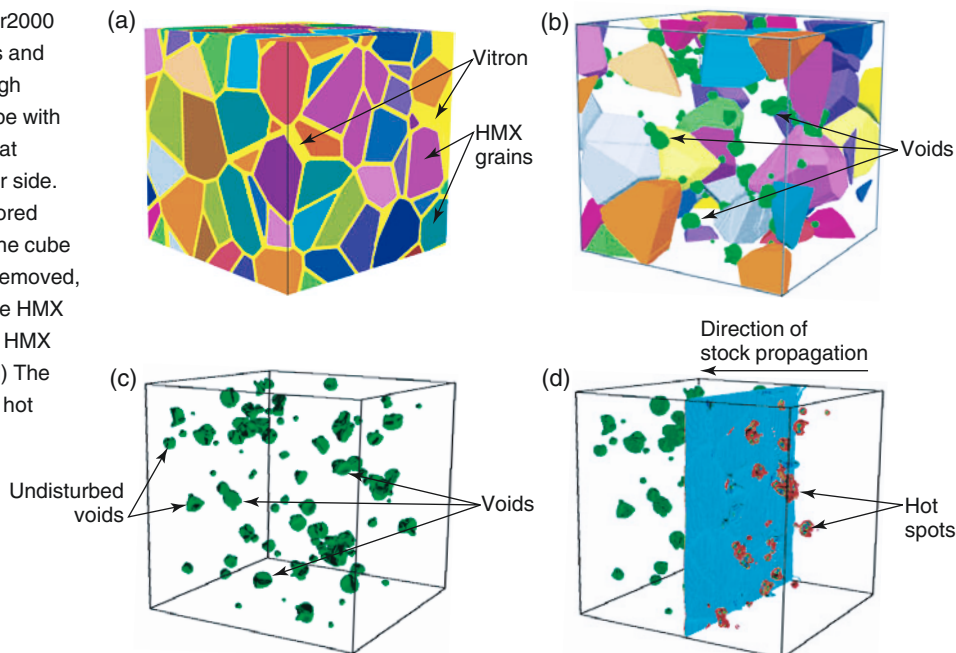 r2000
s and
gh
be with
at
r side.
ored
he cube
emoved,
e HMX
HMX
) The
hot
(a)
Vitron
HMX
grains
(b)
Voids
(c)
Undisturbed
voids
Voids
(d)
Direction of
stock propagation
Hot
spots